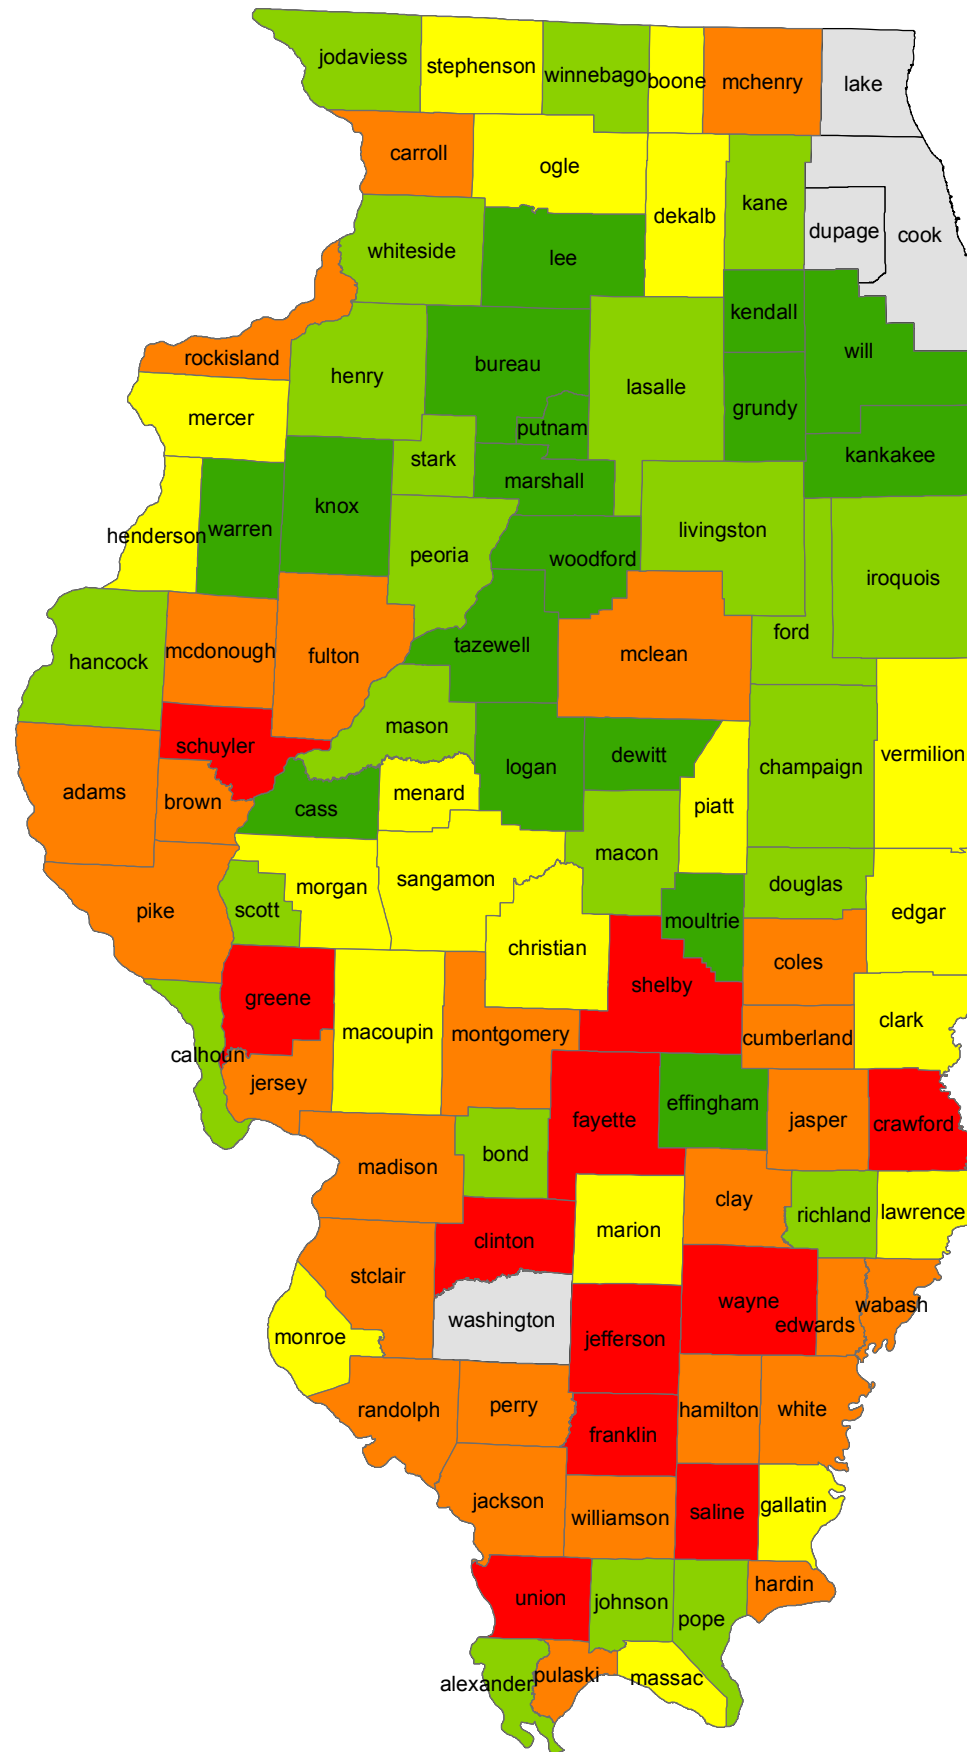 jodaviess
stephenson
winnebago
boone
mchenry
lake
carroll
ogle
dekalb
kane
dupage
cook
whiteside
lee
kendall
will
rockisland
henry
bureau
lasalle
grundy
mercer
putnam
stark
marshall
kankakee
henderson
warren
knox
peoria
woodford
livingston
iroquois
hancock
mcdonough
fulton
tazewell
mclean
ford
schuyler
mason
logan
dewitt
champaign
vermilion
adams
brown
cass
menard
piatt
pike
scott
morgan
sangamon
macon
douglas
edgar
christian
moultrie
coles
greene
shelby
clark
calhoun
macoupin
montgomery
cumberland
jersey
fayette
effingham
jasper
crawford
madison
bond
clay
richland
lawrence
clinton
marion
stclair
washington
wayne
edwards
wabash
monroe
jefferson
randolph
perry
franklin
hamilton
white
jackson
williamson
saline
gallatin
union
johnson
pope
hardin
alexander
pulaski
massac